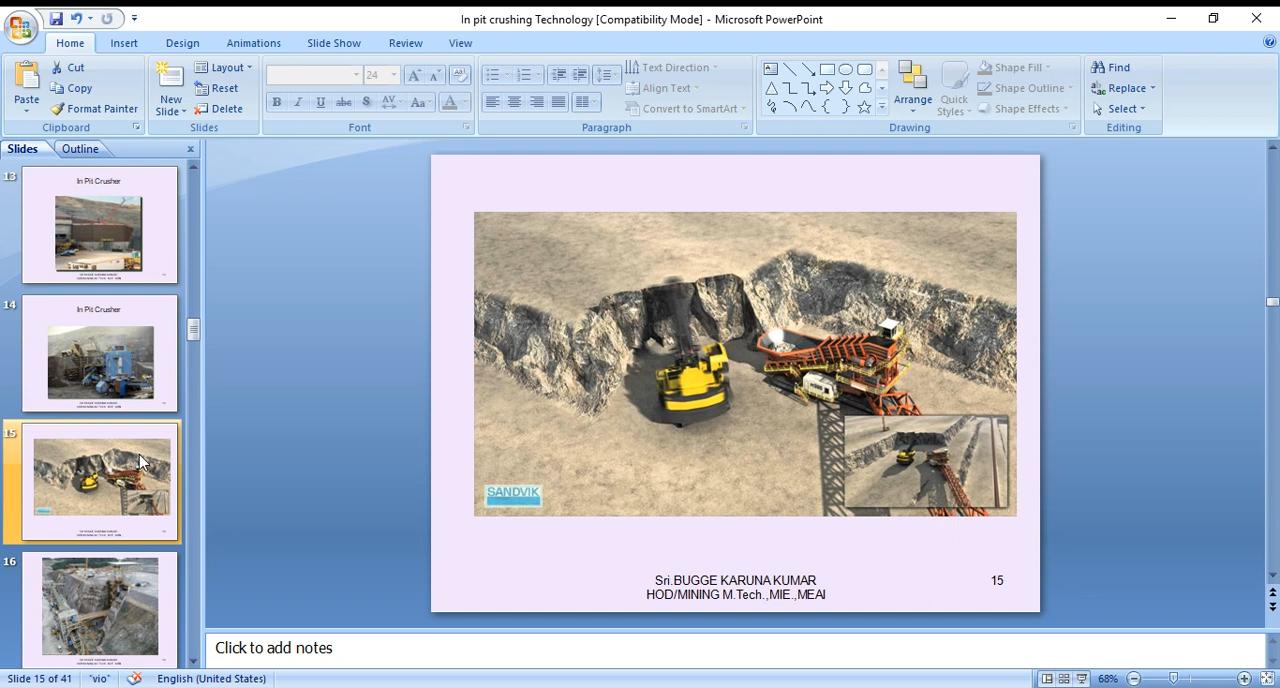 In pit crushing Technology [Compatibility Mode] - Microsoft PowerPoint
Home Insert Design Animations Slide Show Review View
Paste
Cut
Copy
Format Painter
Clipboard
New Slide
Layout
Reset
Delete
Slides
24
B I U abc S AV Aa A
Font
Text Direction
Align Text
Convert to SmartArt
Paragraph
Arrange
Quick Styles
Shape Fill
Shape Outline
Shape Effects
Drawing
Find
Replace
Select
Editing
Slides Outline
13
In Pit Crusher
14
In Pit Crusher
15
16
SANDVIK
Sri.BUGGE KARUNA KUMAR
HOD/MINING M.Tech.,MIE.,MEAI
15
Click to add notes
Slide 15 of 41 "vio" English (United States) 68%